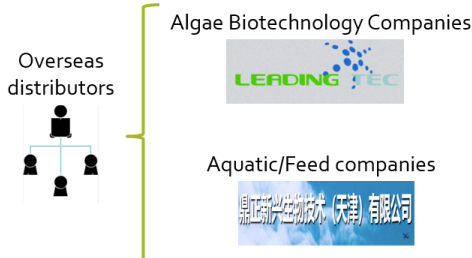 Overseas
distributors
Algae Biotechnology Companies
LEADING TEC
Aquatic/Feed companies
鼎正新兴生物技术（天津）有限公司